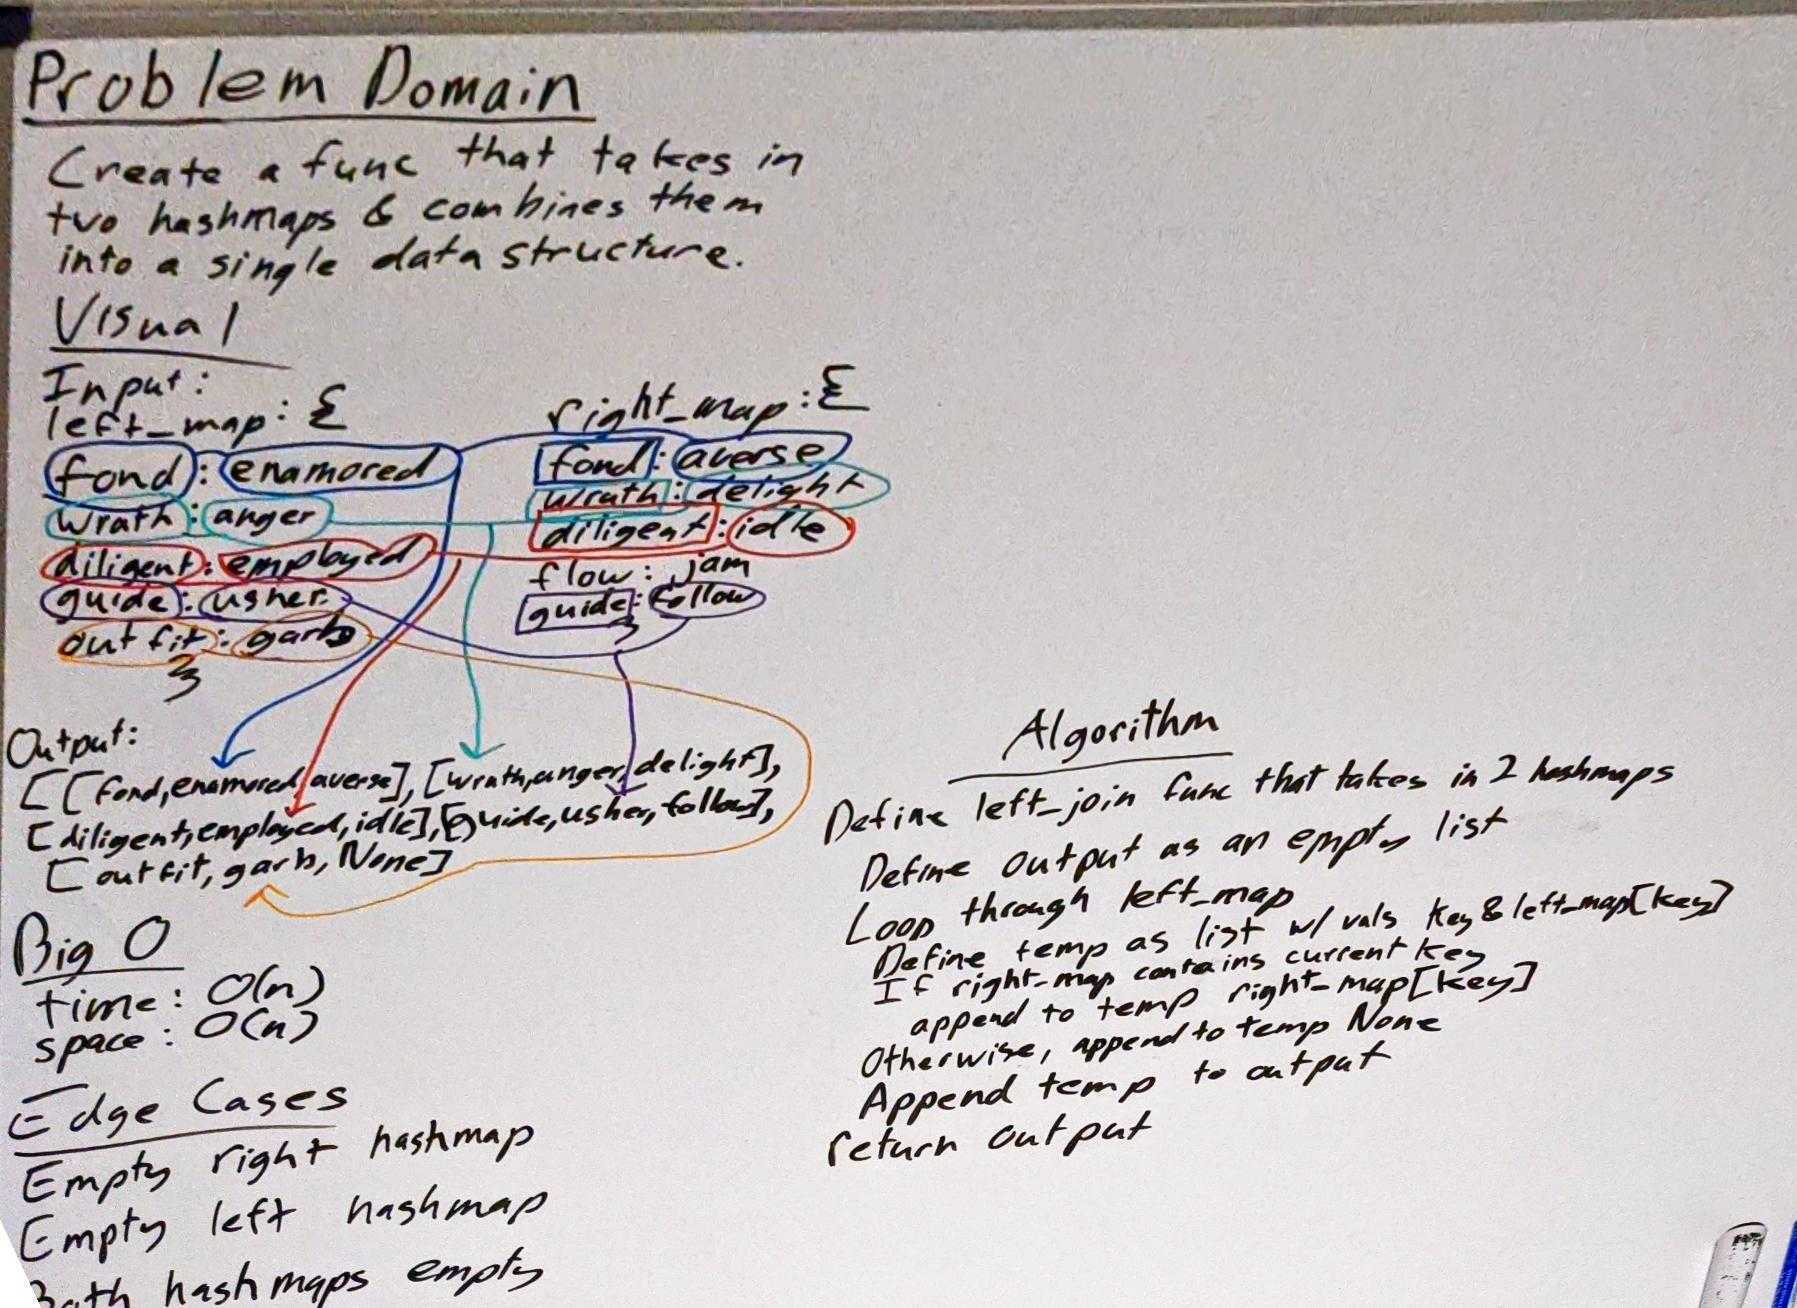 Problem Domain
Create a func that takes in
two hashmaps & combines them
into a single data structure.
Visual
Input:
left_map: {
fond: enamored
wrath: anger
diligent: employed
guide: usher
outfit: garb
}
right_map: {
fond: averse
wrath: delight
diligent: idle
flow: jam
guide: follow
}
Output:
[[fond, enamored, averse], [wrath, anger, delight],
[diligent, employed, idle], [guide, usher, follow],
[outfit, garb, None]
Big O
time: O(n)
space: O(n)
Edge Cases
Empty right hashmap
Empty left hashmap
Both hashmaps empty
Algorithm
Define left_join func that takes in 2 hashmaps
Define output as an empty list
Loop through left_map
Define temp as list w/ vals key & left_map[key]
If right_map contains current key
append to temp right_map[key]
Otherwise, append to temp None
Append temp to output
return output